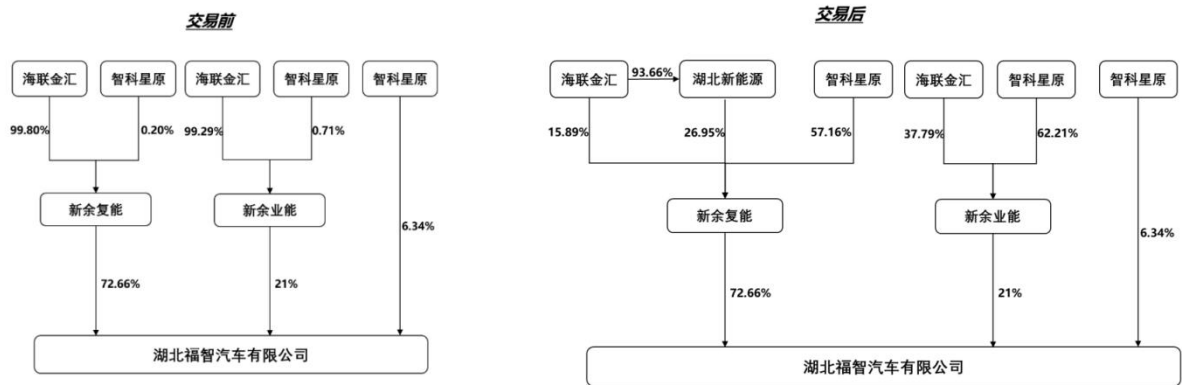 交易前
海联金汇
智科星原
海联金汇
智科星原
智科星原
99.80%
0.20%
99.29%
0.71%
新余复能
新余业能
6.34%
72.66%
21%
湖北福智汽车有限公司
交易后
海联金汇
93.66%
湖北新能源
智科星原
海联金汇
智科星原
智科星原
15.89%
26.95%
57.16%
37.79%
62.21%
新余复能
新余业能
6.34%
72.66%
21%
湖北福智汽车有限公司